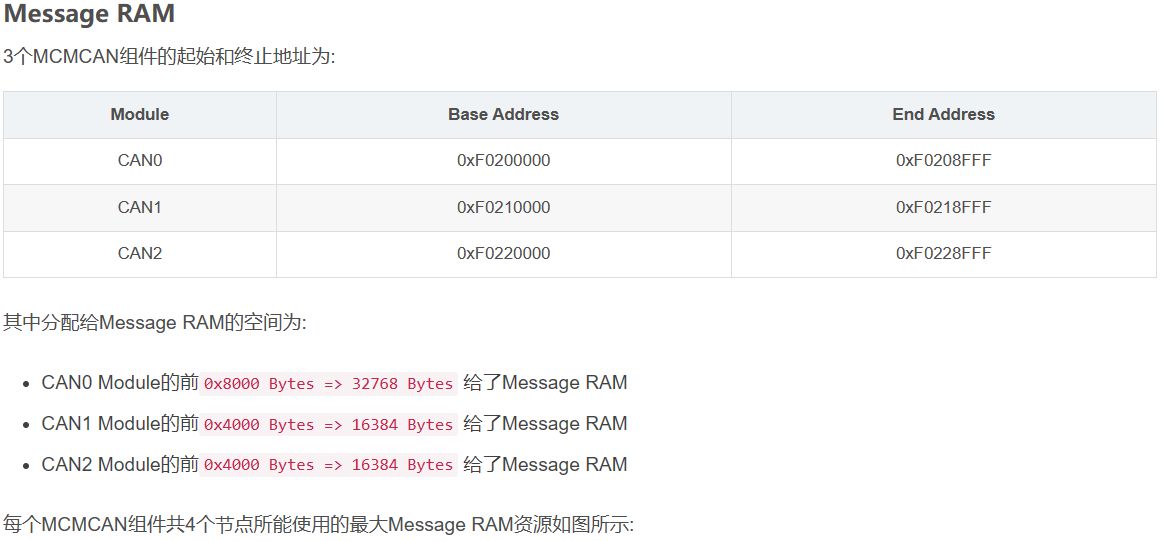 Message RAM
3个MCMCAN组件的起始和终止地址为:
Module Base Address End Address
CAN0 0xF0200000 0xF0208FFF
CAN1 0xF0210000 0xF0218FFF
CAN2 0xF0220000 0xF0228FFF
其中分配给Message RAM的空间为:
• CAN0 Module的前 0x8000 Bytes => 32768 Bytes 给了Message RAM
• CAN1 Module的前 0x4000 Bytes => 16384 Bytes 给了Message RAM
• CAN2 Module的前 0x4000 Bytes => 16384 Bytes 给了Message RAM
每个MCMCAN组件共4个节点所能使用的最大Message RAM资源如图所示: